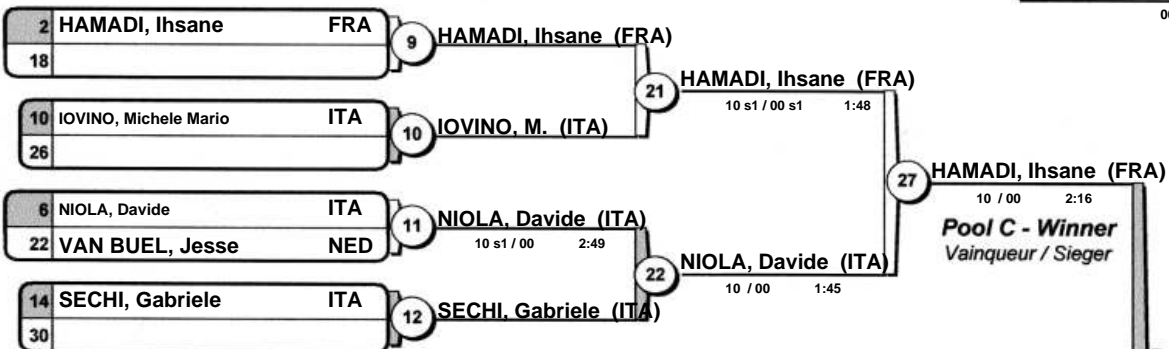 2 HAMADI, Ihsane FRA
18
9
HAMADI, Ihsane (FRA)
10 IOVINO, Michele Mario ITA
26
10
IOVINO, M. (ITA)
21
HAMADI, Ihsane (FRA)
10 s1 / 00 s1 1:48
6 NIOLA, Davide ITA
22 VAN BUEL, Jesse NED
11
NIOLA, Davide (ITA)
10 s1 / 00 2:49
14 SECHI, Gabriele ITA
30
12
SECHI, Gabriele (ITA)
22
NIOLA, Davide (ITA)
10 / 00 1:45
27
HAMADI, Ihsane (FRA)
10 / 00 2:16
Pool C - Winner
Vainqueur / Sieger